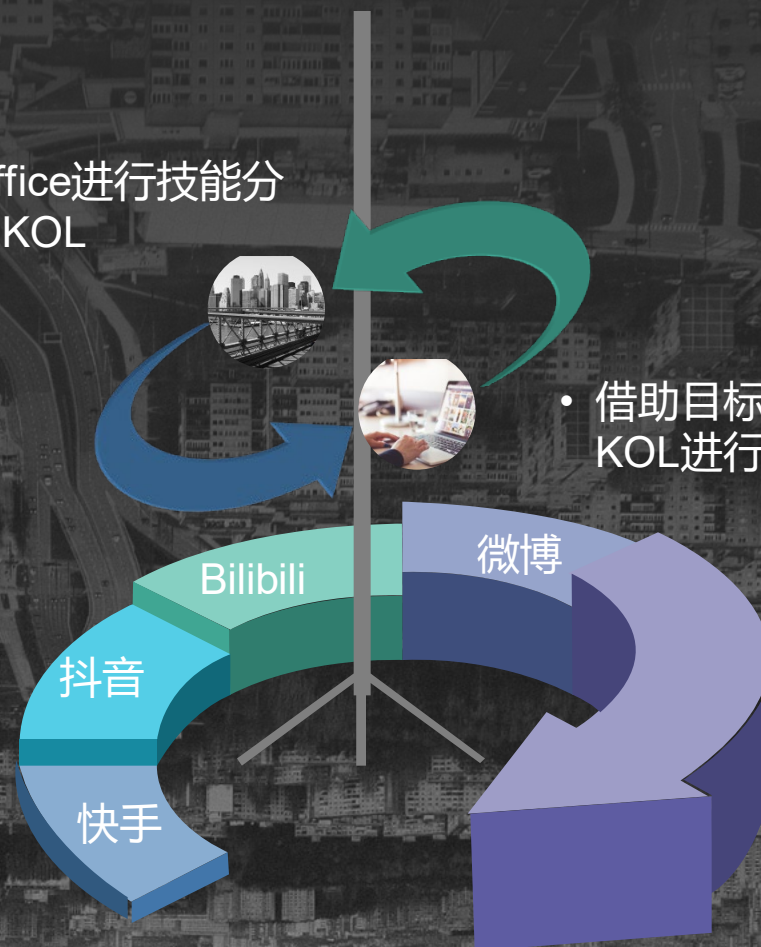 ffice进行技能分
KOL
• 借助目标
KOL进行
微博
Bilibili
抖音
快手